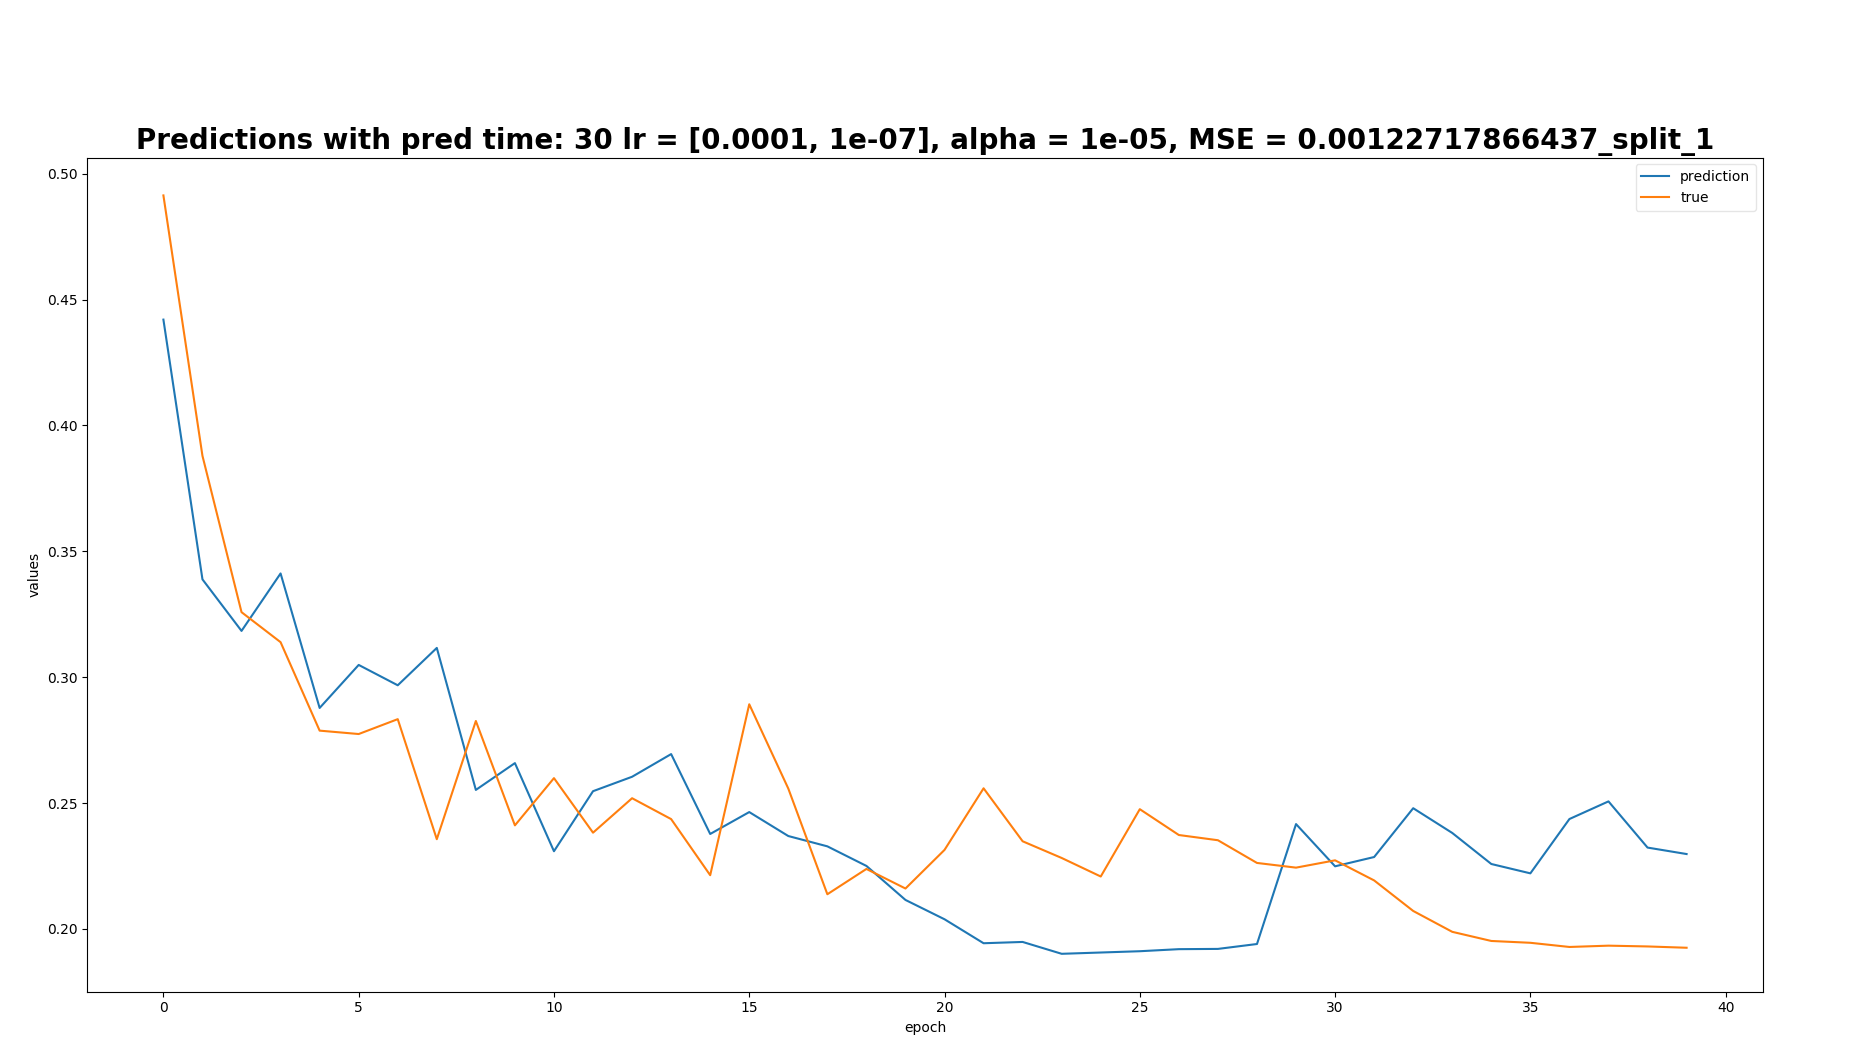 Predictions with pred time: 30 lr = [0.0001, 1e-07], alpha = 1e-05, MSE = 0.00122717866437_split_1
prediction
true
0.50
0.45
0.40
0.35
0.30
0.25
0.20
values
0 5 10 15 20 25 30 35 40
epoch